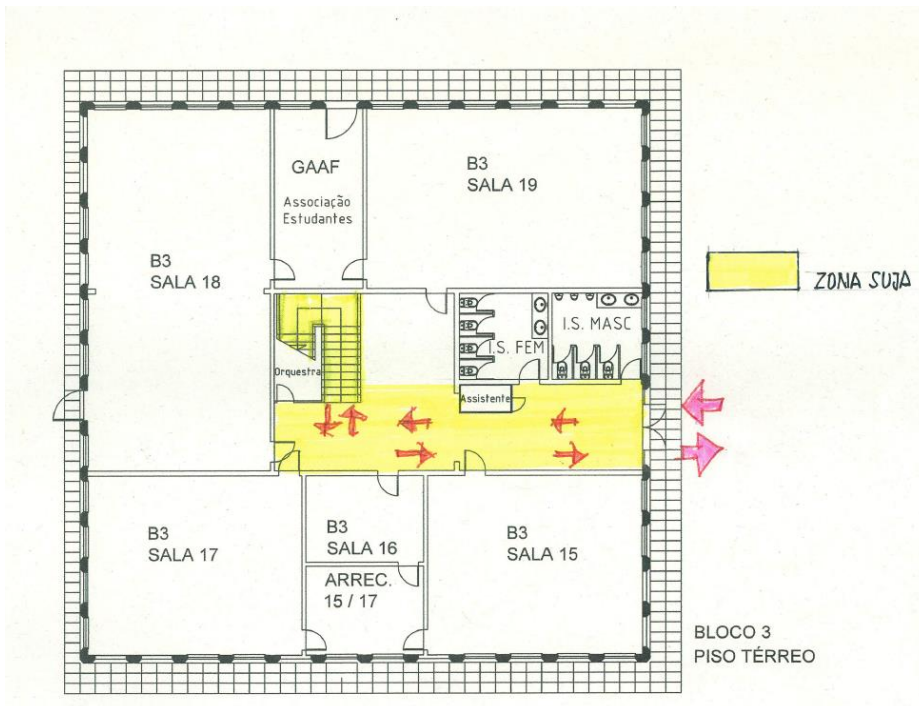 GAAF
Associação
Estudantes
B3
SALA 19
B3
SALA 18
ZONA SUJA
I.S. FEM
I.S. MASC
Orquestra
Assistente
B3
SALA 17
B3
SALA 16
B3
SALA 15
ARREC.
15 / 17
BLOCO 3
PISO TÉRREO